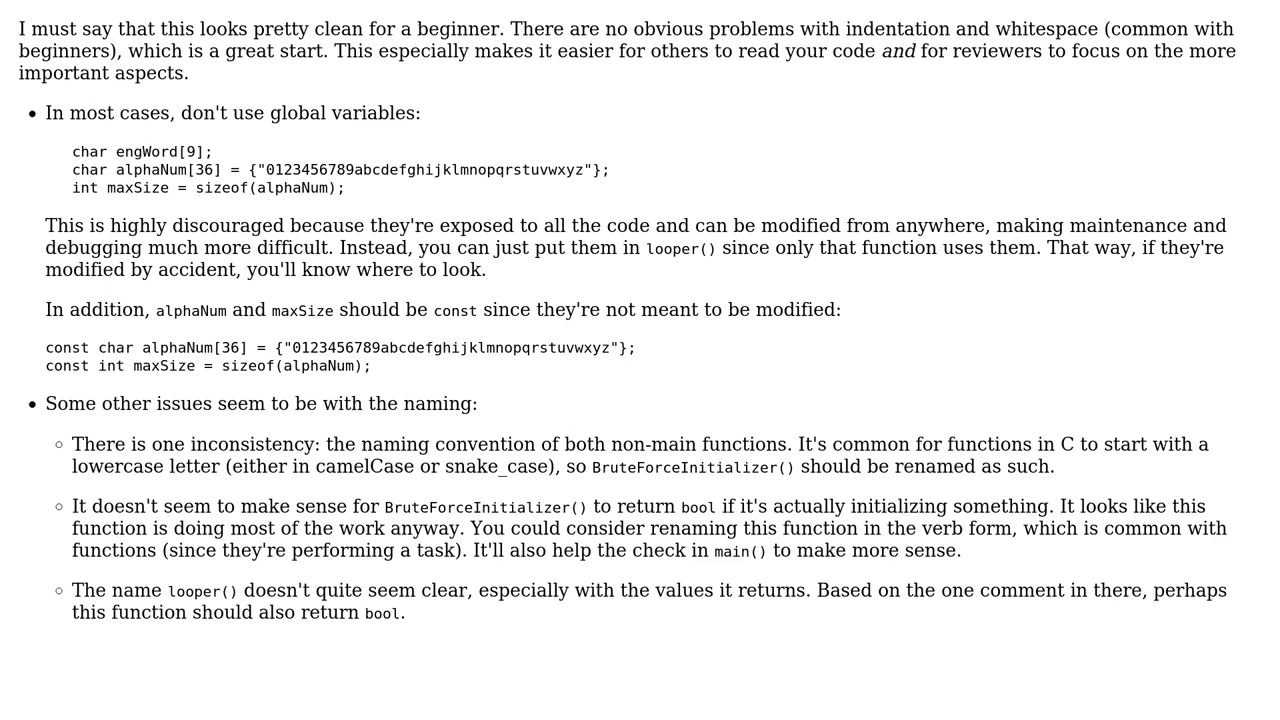 I must say that this looks pretty clean for a beginner. There are no obvious problems with indentation and whitespace (common with
beginners), which is a great start. This especially makes it easier for others to read your code and for reviewers to focus on the more
important aspects.
• In most cases, don't use global variables:
char engWord[9];
char alphaNum[36] = {"0123456789abcdefghijklmnopqrstuvwxyz"};
int maxSize = sizeof(alphaNum);
This is highly discouraged because they're exposed to all the code and can be modified from anywhere, making maintenance and
debugging much more difficult. Instead, you can just put them in looper() since only that function uses them. That way, if they're
modified by accident, you'll know where to look.
In addition, alphaNum and maxSize should be const since they're not meant to be modified:
const char alphaNum[36] = {"0123456789abcdefghijklmnopqrstuvwxyz"};
const int maxSize = sizeof(alphaNum);
• Some other issues seem to be with the naming:
◦ There is one inconsistency: the naming convention of both non-main functions. It's common for functions in C to start with a
lowercase letter (either in camelCase or snake_case), so BruteForceInitializer() should be renamed as such.
◦ It doesn't seem to make sense for BruteForceInitializer() to return bool if it's actually initializing something. It looks like this
function is doing most of the work anyway. You could consider renaming this function in the verb form, which is common with
functions (since they're performing a task). It'll also help the check in main() to make more sense.
◦ The name looper() doesn't quite seem clear, especially with the values it returns. Based on the one comment in there, perhaps
this function should also return bool.